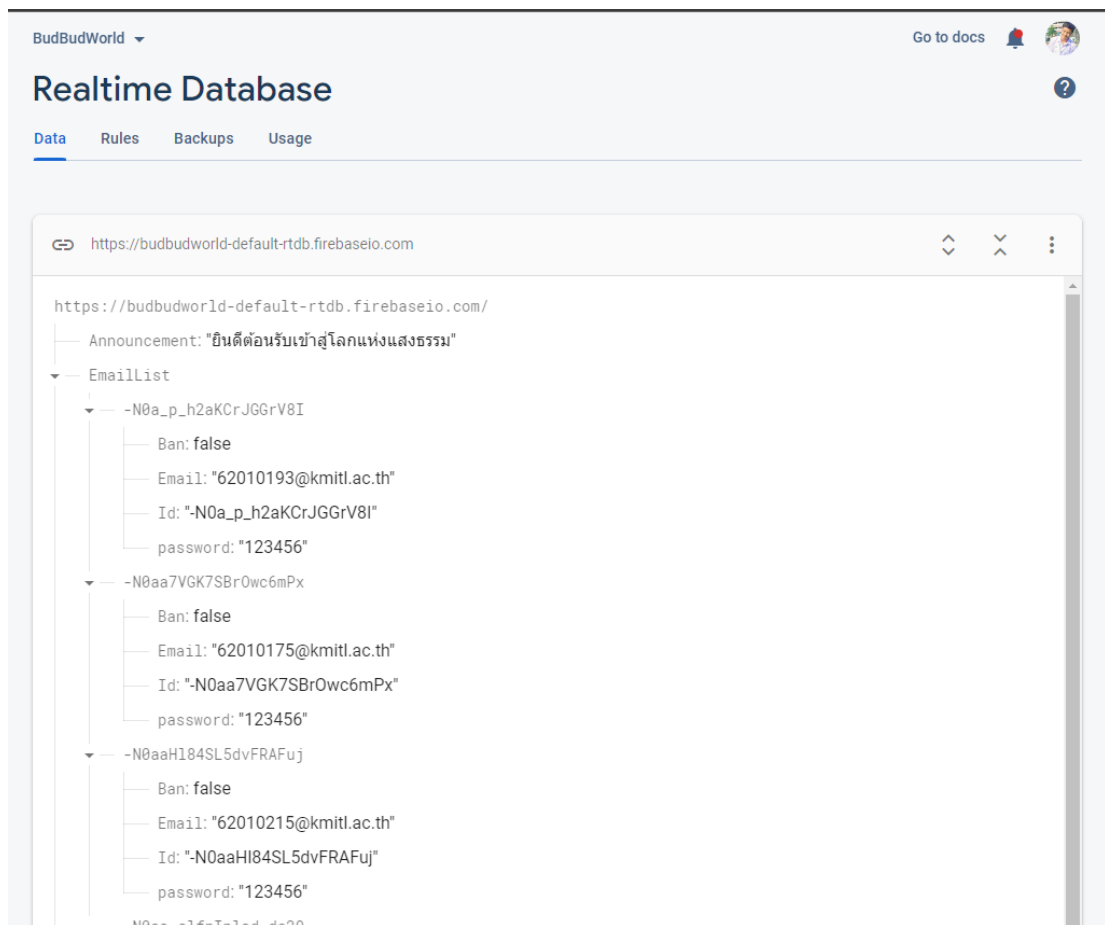 BudBudWorld
Go to docs
Realtime Database
Data Rules Backups Usage
https://budbudworld-default-rtdb.firebaseio.com
https://budbudworld-default-rtdb.firebaseio.com/
Announcement: "ยินดีต้อนรับเข้าสู่โลกแห่งแสงธรรม"
EmailList
-N0a_p_h2aKCrJGGrV8I
Ban: false
Email: "62010193@kmitl.ac.th"
Id: "-N0a_p_h2aKCrJGGrV8I"
password: "123456"
-N0aa7VGK7SBrOwc6mPx
Ban: false
Email: "62010175@kmitl.ac.th"
Id: "-N0aa7VGK7SBrOwc6mPx"
password: "123456"
-N0aaHl84SL5dvFRAFuj
Ban: false
Email: "62010215@kmitl.ac.th"
Id: "-N0aaHl84SL5dvFRAFuj"
password: "123456"